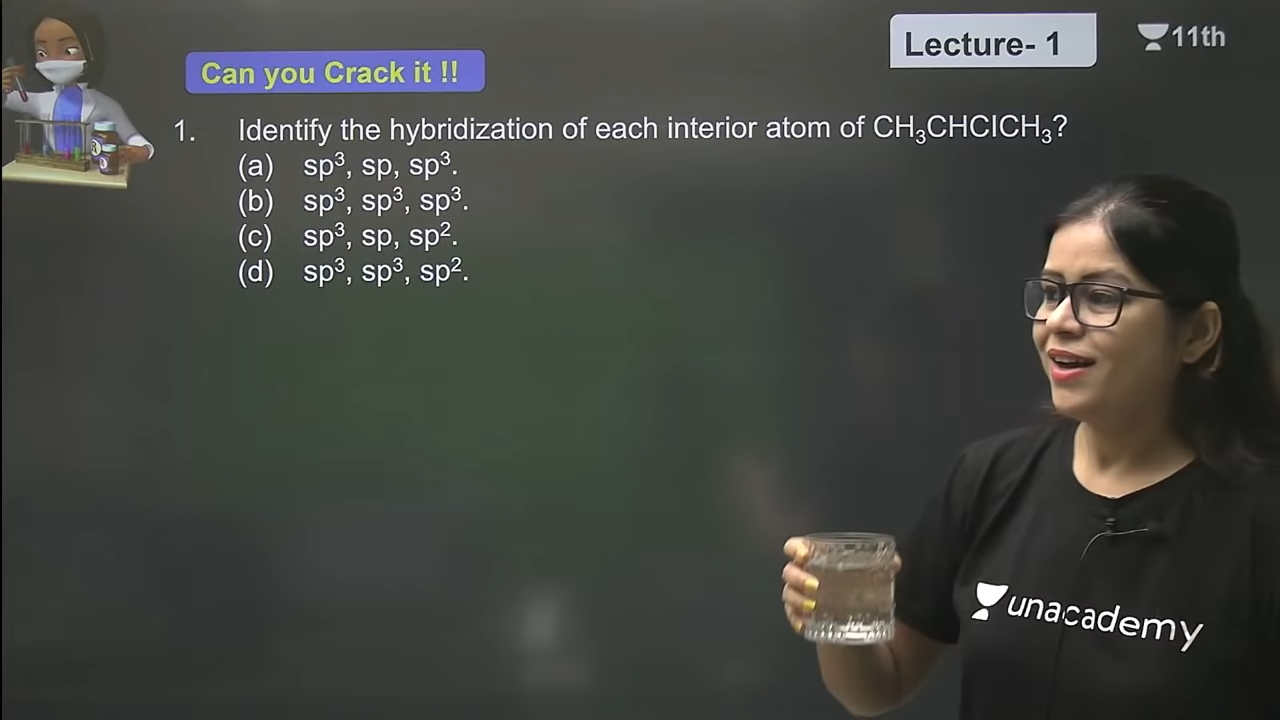 Lecture- 1
11th
Can you Crack it !!
1. Identify the hybridization of each interior atom of CH₃CHClCH₃?
(a) sp³, sp, sp³.
(b) sp³, sp³, sp³.
(c) sp³, sp, sp².
(d) sp³, sp³, sp².
unacademy